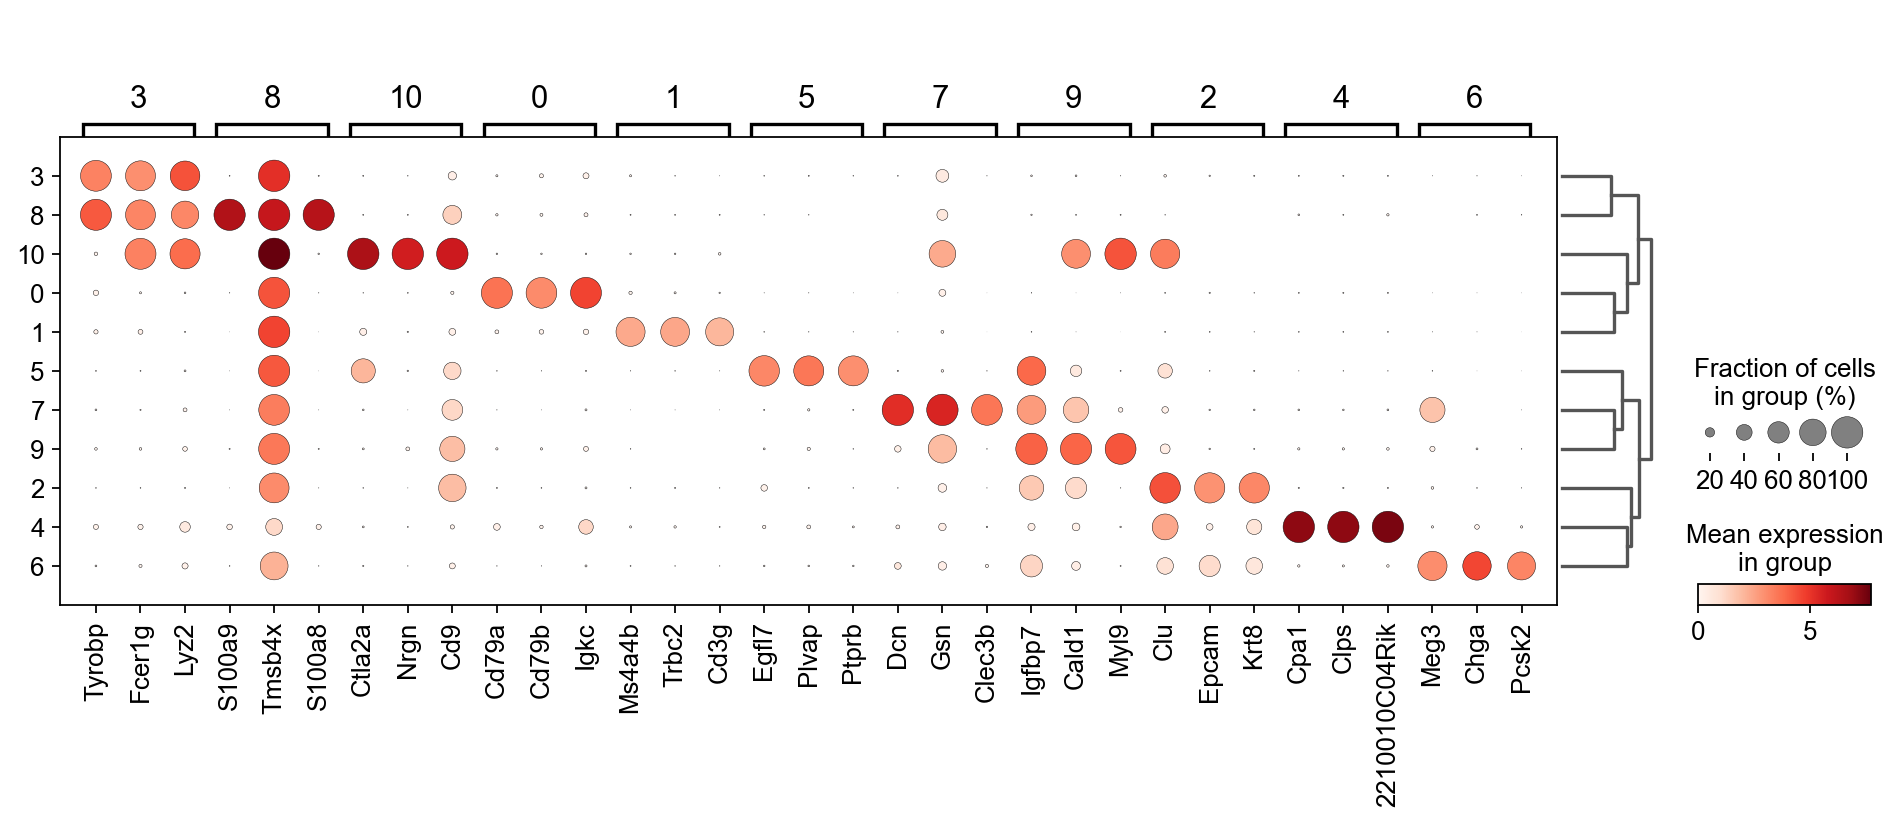 3 8 10 0 1 5 7 9 2 4 6
3
8
10
0
1
5
7
9
2
4
6
Tyrobp Fcer1g Lyz2 S100a9 Tmsb4x S100a8 Ctla2a Nrgn Cd9 Cd79a Cd79b Igkc Ms4a4b Trbc2 Cd3g Egfl7 Plvap Ptprb Dcn Gsn Clec3b Igfbp7 Cald1 Myl9 Clu Epcam Krt8 Cpa1 Clps 2210010C04Rik Meg3 Chga Pcsk2
Fraction of cells
in group (%)
20 40 60 80 100
Mean expression
in group
0 5